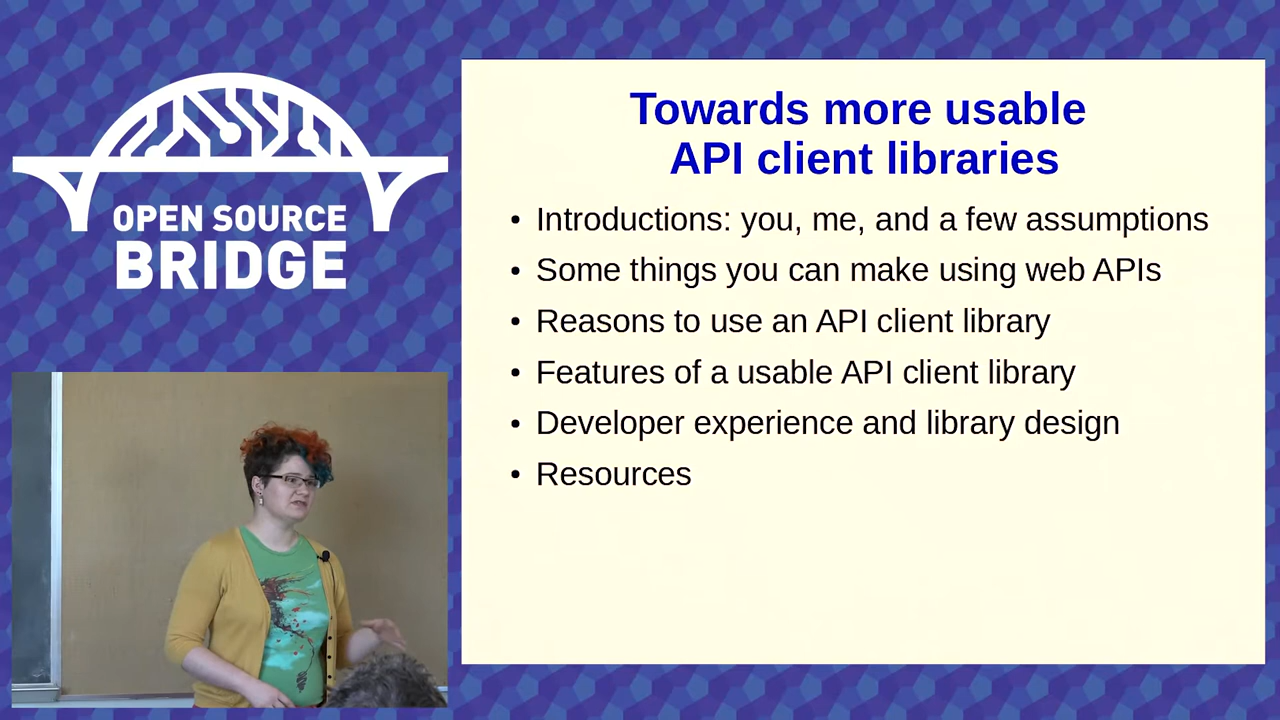 OPEN SOURCE
BRIDGE
Towards more usable
API client libraries
• Introductions: you, me, and a few assumptions
• Some things you can make using web APIs
• Reasons to use an API client library
• Features of a usable API client library
• Developer experience and library design
• Resources